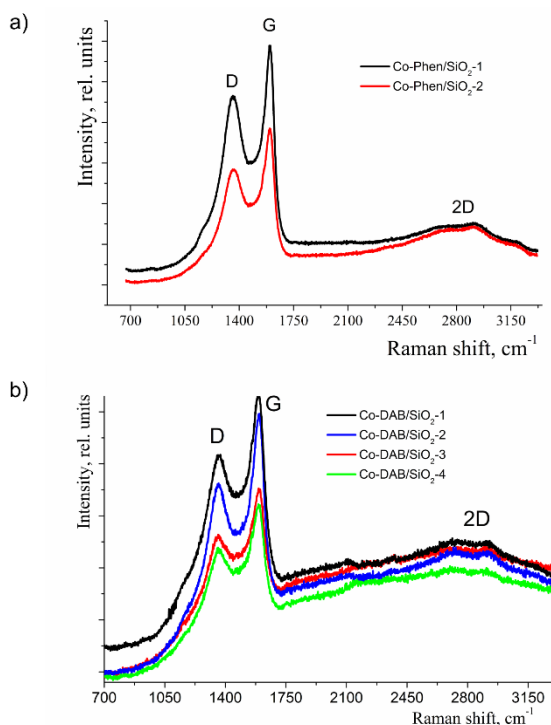 a)
G
D
Co-Phen/SiO₂-1
Co-Phen/SiO₂-2
2D
Intensity, rel. units
700 1050 1400 1750 2100 2450 2800 3150
Raman shift, cm⁻¹
b)
G
D
Co-DAB/SiO₂-1
Co-DAB/SiO₂-2
Co-DAB/SiO₂-3
Co-DAB/SiO₂-4
2D
Intensity, rel. units
700 1050 1400 1750 2100 2450 2800 3150
Raman shift, cm⁻¹